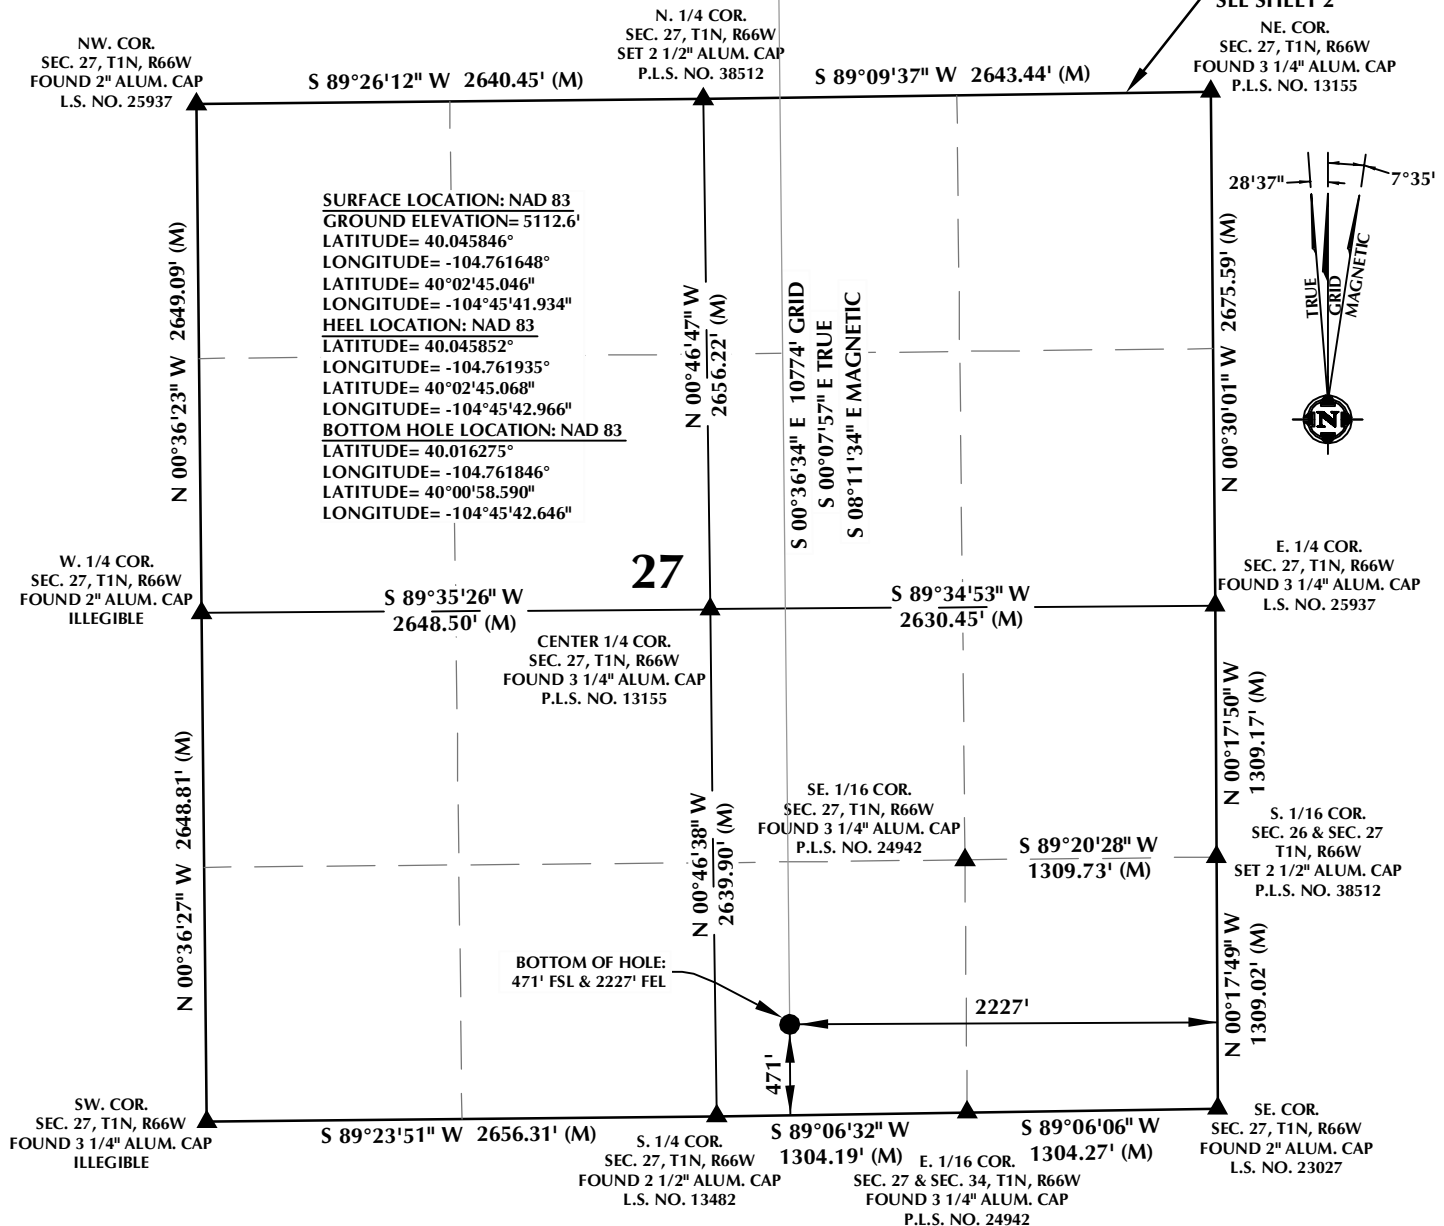 SEE SHEET 2
NW. COR.
SEC. 27, T1N, R66W
FOUND 2" ALUM. CAP
L.S. NO. 25937
S 89°26'12" W 2640.45' (M)
N. 1/4 COR.
SEC. 27, T1N, R66W
SET 2 1/2" ALUM. CAP
P.L.S. NO. 38512
S 89°09'37" W 2643.44' (M)
NE. COR.
SEC. 27, T1N, R66W
FOUND 3 1/4" ALUM. CAP
P.L.S. NO. 13155
28'37"
7°35'
TRUE
GRID
MAGNETIC
N
SURFACE LOCATION: NAD 83
GROUND ELEVATION= 5112.6'
LATITUDE= 40.045846°
LONGITUDE= -104.761648°
LATITUDE= 40°02'45.046"
LONGITUDE= -104°45'41.934"
HEEL LOCATION: NAD 83
LATITUDE= 40.045852°
LONGITUDE= -104.761935°
LATITUDE= 40°02'45.068"
LONGITUDE= -104°45'42.966"
BOTTOM HOLE LOCATION: NAD 83
LATITUDE= 40.016275°
LONGITUDE= -104.761846°
LATITUDE= 40°00'58.590"
LONGITUDE= -104°45'42.646"
N 00°36'23" W 2649.09' (M)
N 00°46'47" W
2656.22' (M)
S 00°36'34" E 10774' GRID
S 00°07'57" E TRUE
S 08°11'34" E MAGNETIC
N 00°30'01" W 2675.59' (M)
W. 1/4 COR.
SEC. 27, T1N, R66W
FOUND 2" ALUM. CAP
ILLEGIBLE
27
S 89°35'26" W
2648.50' (M)
S 89°34'53" W
2630.45' (M)
E. 1/4 COR.
SEC. 27, T1N, R66W
FOUND 3 1/4" ALUM. CAP
L.S. NO. 25937
CENTER 1/4 COR.
SEC. 27, T1N, R66W
FOUND 3 1/4" ALUM. CAP
P.L.S. NO. 13155
N 00°36'27" W 2648.81' (M)
N 00°46'38" W
2639.90' (M)
SE. 1/16 COR.
SEC. 27, T1N, R66W
FOUND 3 1/4" ALUM. CAP
P.L.S. NO. 24942
S 89°20'28" W
1309.73' (M)
N 00°17'50" W
1309.17' (M)
S. 1/16 COR.
SEC. 26 & SEC. 27
T1N, R66W
SET 2 1/2" ALUM. CAP
P.L.S. NO. 38512
N 00°17'49" W
1309.02' (M)
BOTTOM OF HOLE:
471' FSL & 2227' FEL
2227'
471'
SW. COR.
SEC. 27, T1N, R66W
FOUND 3 1/4" ALUM. CAP
ILLEGIBLE
S 89°23'51" W 2656.31' (M)
S. 1/4 COR.
SEC. 27, T1N, R66W
FOUND 2 1/2" ALUM. CAP
L.S. NO. 13482
S 89°06'32" W
1304.19' (M)
E. 1/16 COR.
SEC. 27 & SEC. 34, T1N, R66W
FOUND 3 1/4" ALUM. CAP
P.L.S. NO. 24942
S 89°06'06" W
1304.27' (M)
SE. COR.
SEC. 27, T1N, R66W
FOUND 2" ALUM. CAP
L.S. NO. 23027